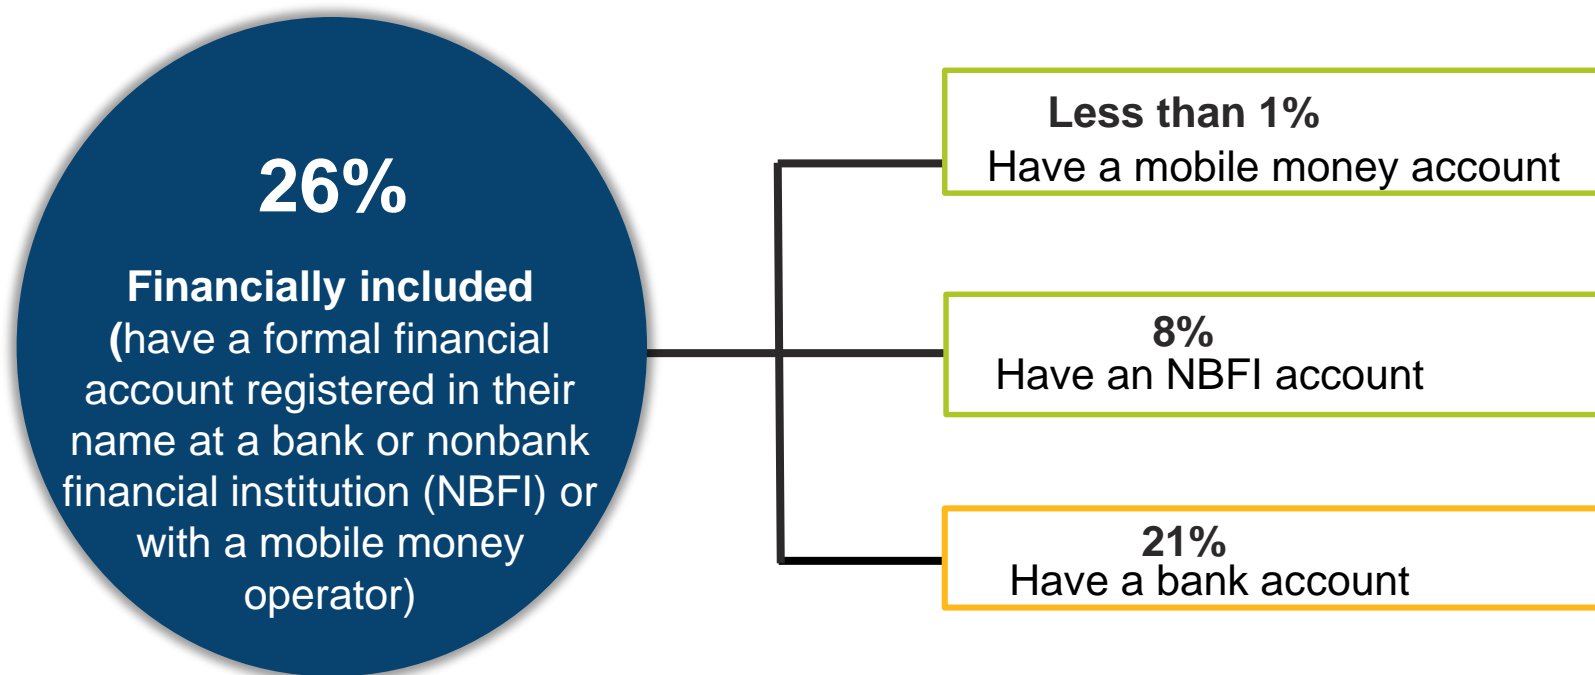 26%
Financially included
(have a formal financial
account registered in their
name at a bank or nonbank
financial institution (NBFI) or
with a mobile money
operator)
Less than 1%
Have a mobile money account
8%
Have an NBFI account
21%
Have a bank account